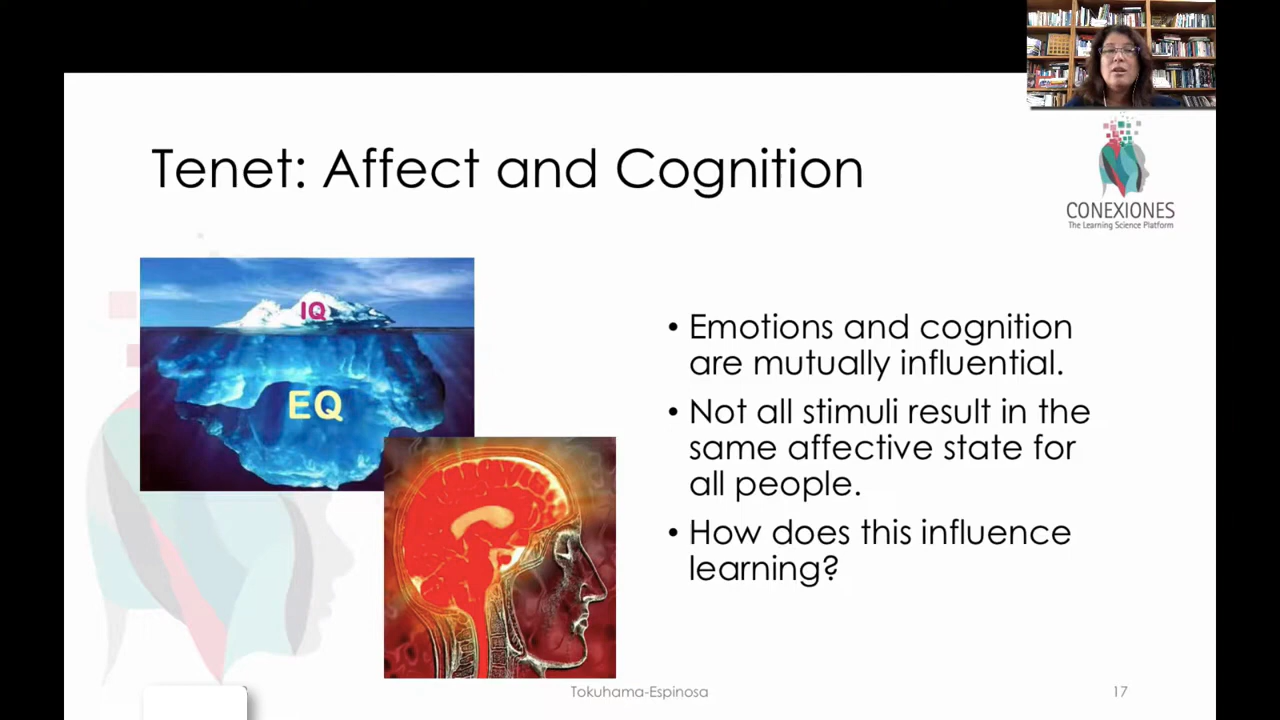 Tenet: Affect and Cognition
CONEXIONES
The Learning Science Platform
IQ
EQ
• Emotions and cognition
are mutually influential.
• Not all stimuli result in the
same affective state for
all people.
• How does this influence
learning?
Tokuhama-Espinosa
17